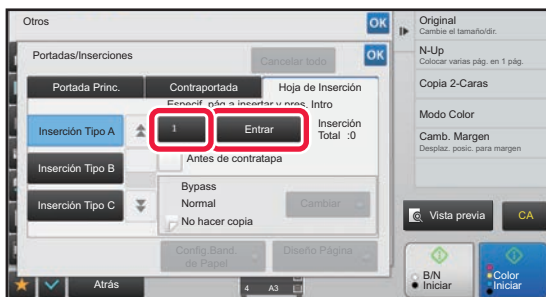 Otros
OK
Portadas/Inserciones
Cancelar todo
OK
Portada Princ.
Contraportada
Hoja de Inserción
Especif. pág a insertar y pres. Intro
Inserción Tipo A
1
Entrar
Inserción
Total :0
Antes de contratapa
Inserción Tipo B
Bypass
Normal
Cambiar
Inserción Tipo C
No hacer copia
Config.Band.
de Papel
Diseño Página
Atrás
4 A3
Original
Cambie el tamaño/dir.
N-Up
Colocar varias pág. en 1 pág.
Copia 2-Caras
Modo Color
Camb. Margen
Desplaz. posic. para margen
Vista previa
CA
B/N
Iniciar
Color
Iniciar